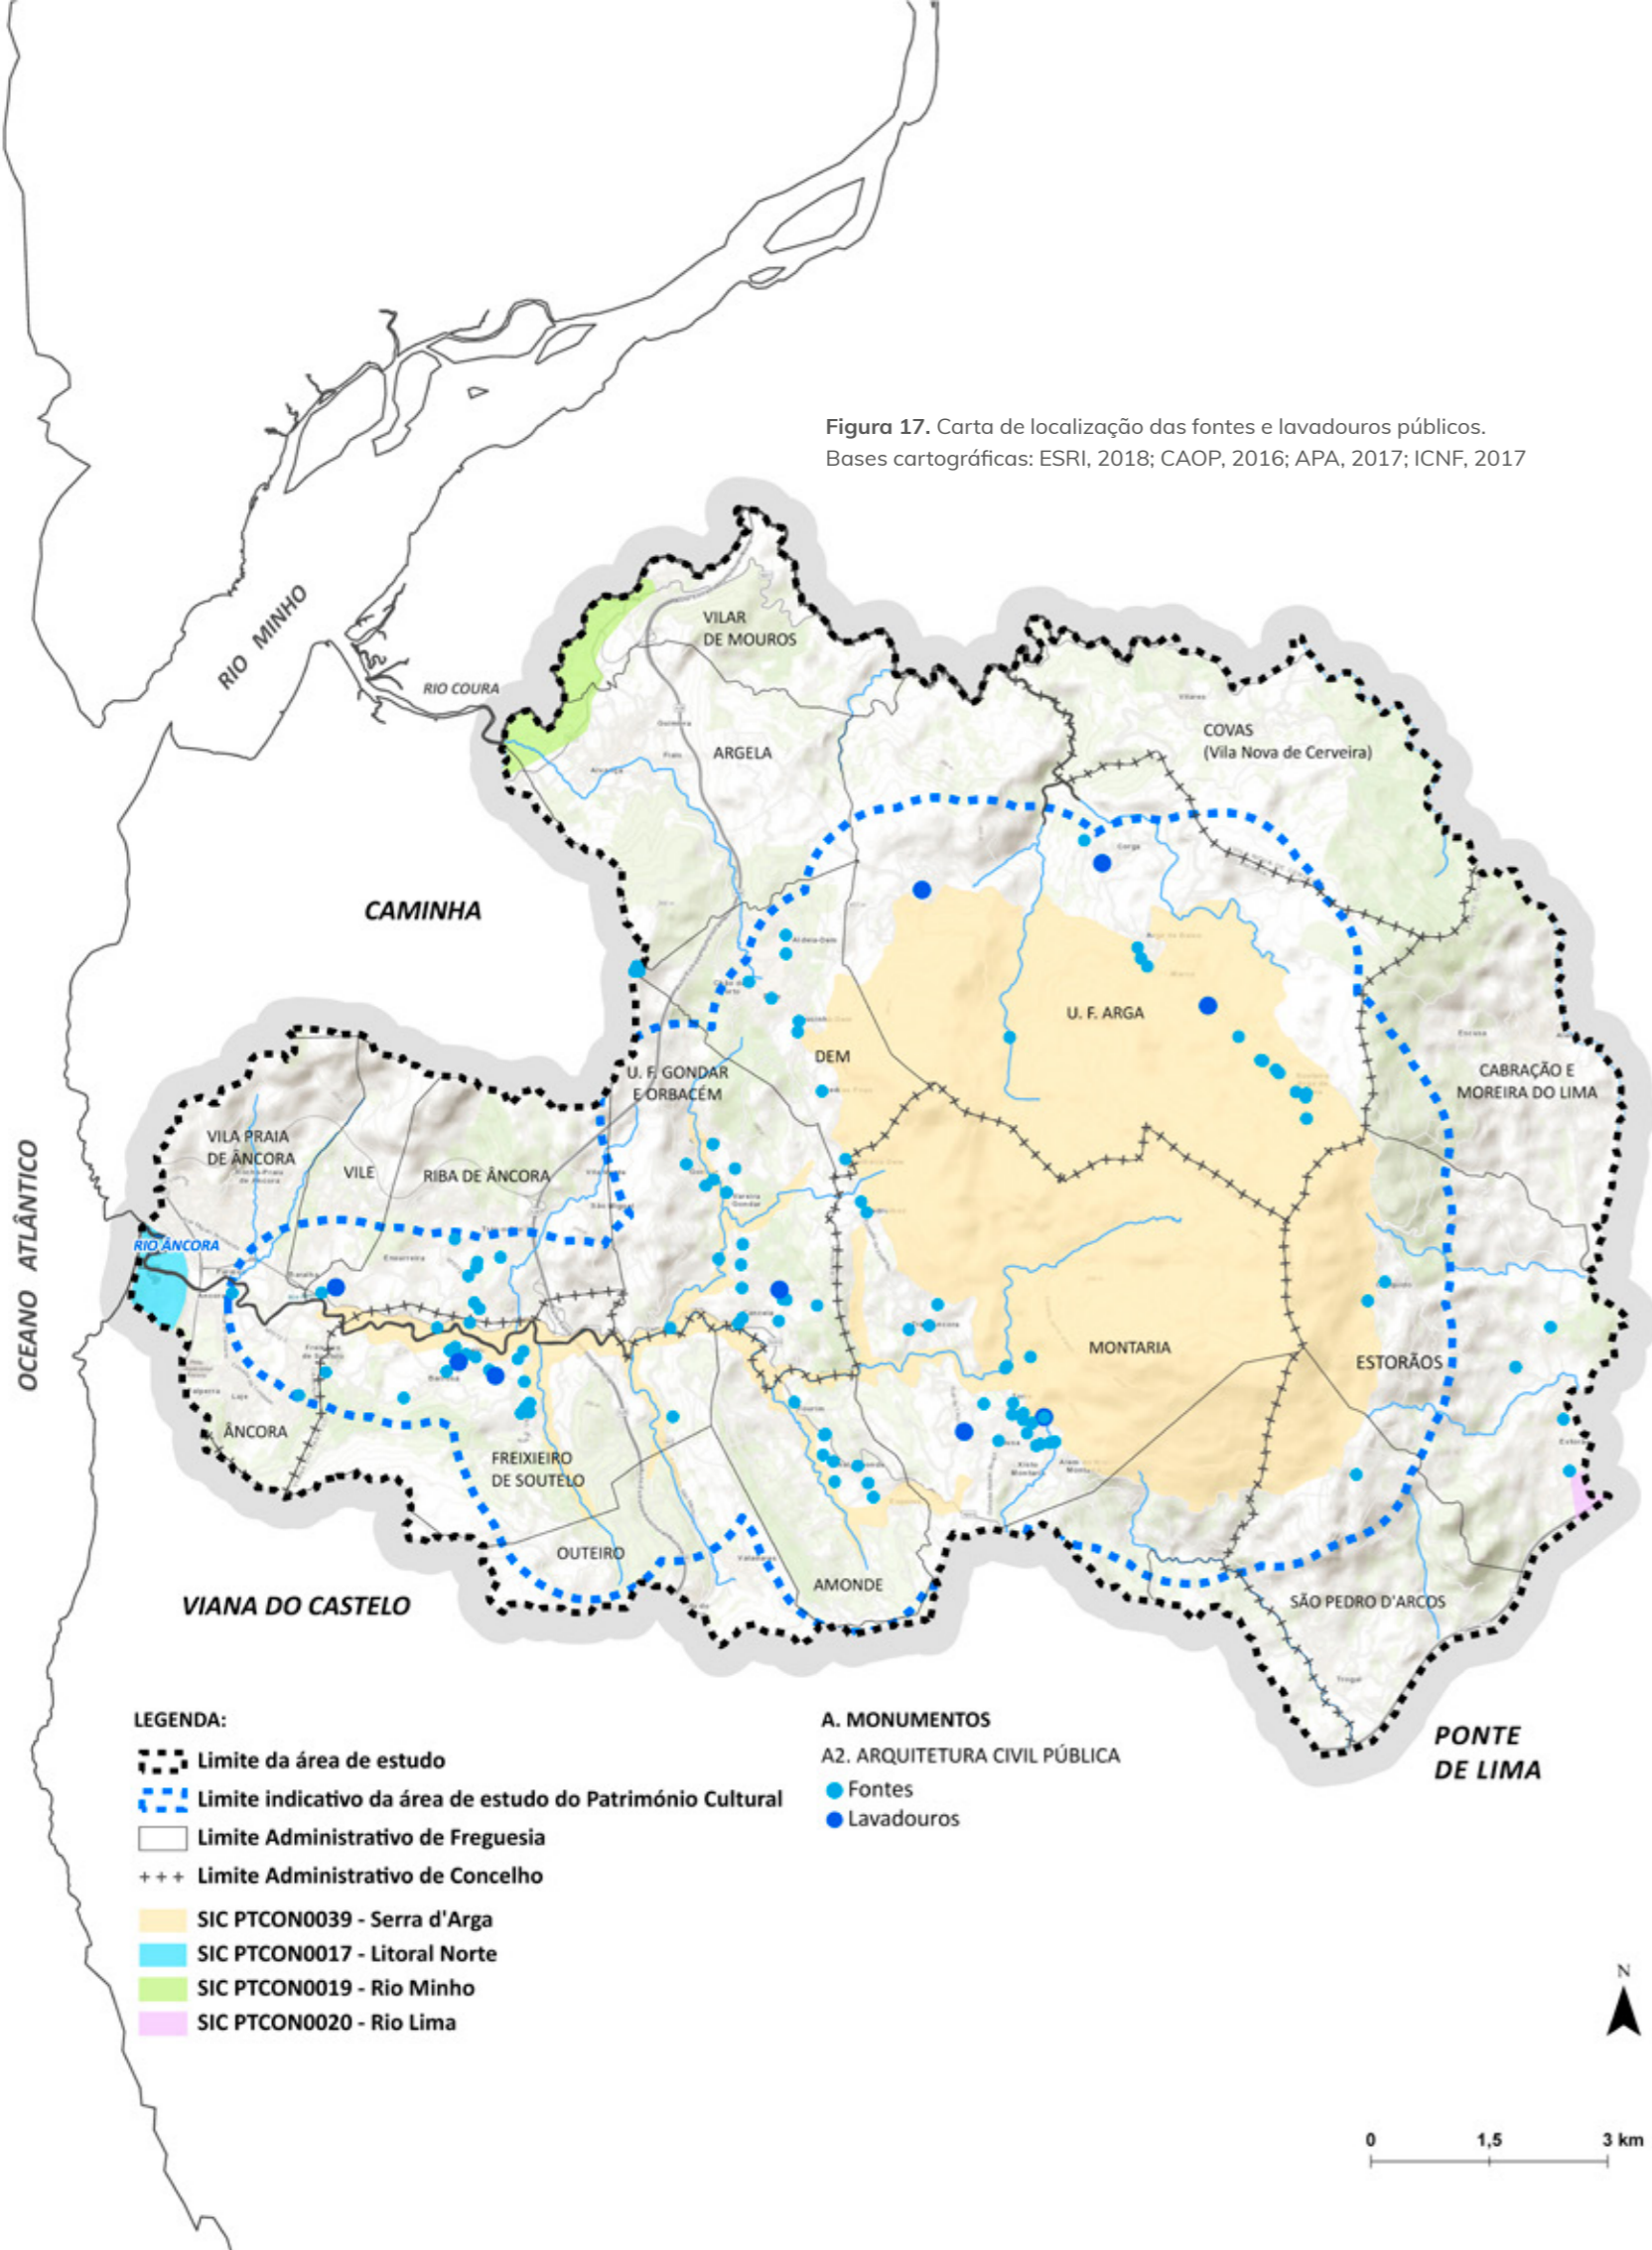 Figura 17. Carta de localização das fontes e lavadouros públicos.
Bases cartográficas: ESRI, 2018; CAOP, 2016; APA, 2017; ICNF, 2017
RIO MINHO
RIO COURA
VILAR
DE MOUROS
ARGELA
COVAS
(Vila Nova de Cerveira)
CAMINHA
Gorga
Aldeia-Dem
U. F. ARGA
DEM
U. F. GONDAR
E ORBACÉM
CABRAÇÃO E
MOREIRA DO LIMA
VILA PRAIA
DE ÂNCORA
VILE
RIBA DE ÂNCORA
OCEANO ATLÂNTICO
RIO ÂNCORA
MONTARIA
ESTORÃOS
ÂNCORA
FREIXIEIRO
DE SOUTELO
OUTEIRO
AMONDE
SÃO PEDRO D'ARCOS
VIANA DO CASTELO
PONTE
DE LIMA
LEGENDA:
Limite da área de estudo
Limite indicativo da área de estudo do Património Cultural
Limite Administrativo de Freguesia
+++ Limite Administrativo de Concelho
SIC PTCON0039 - Serra d'Arga
SIC PTCON0017 - Litoral Norte
SIC PTCON0019 - Rio Minho
SIC PTCON0020 - Rio Lima
A. MONUMENTOS
A2. ARQUITETURA CIVIL PÚBLICA
Fontes
Lavadouros
N
0 1,5 3 km